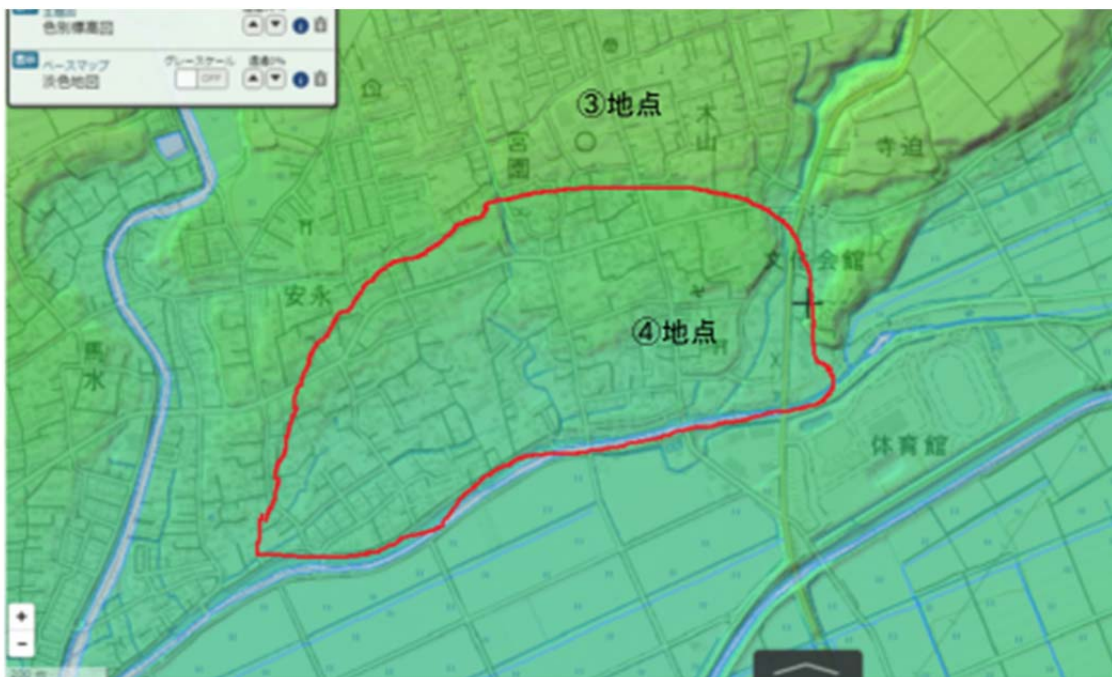 色別標高図
ベースマップ
淡色地図
グレースケール
OFF
③地点
木山
宮園
寺迫
文化会館
安永
④地点
馬水
体育館
+
-